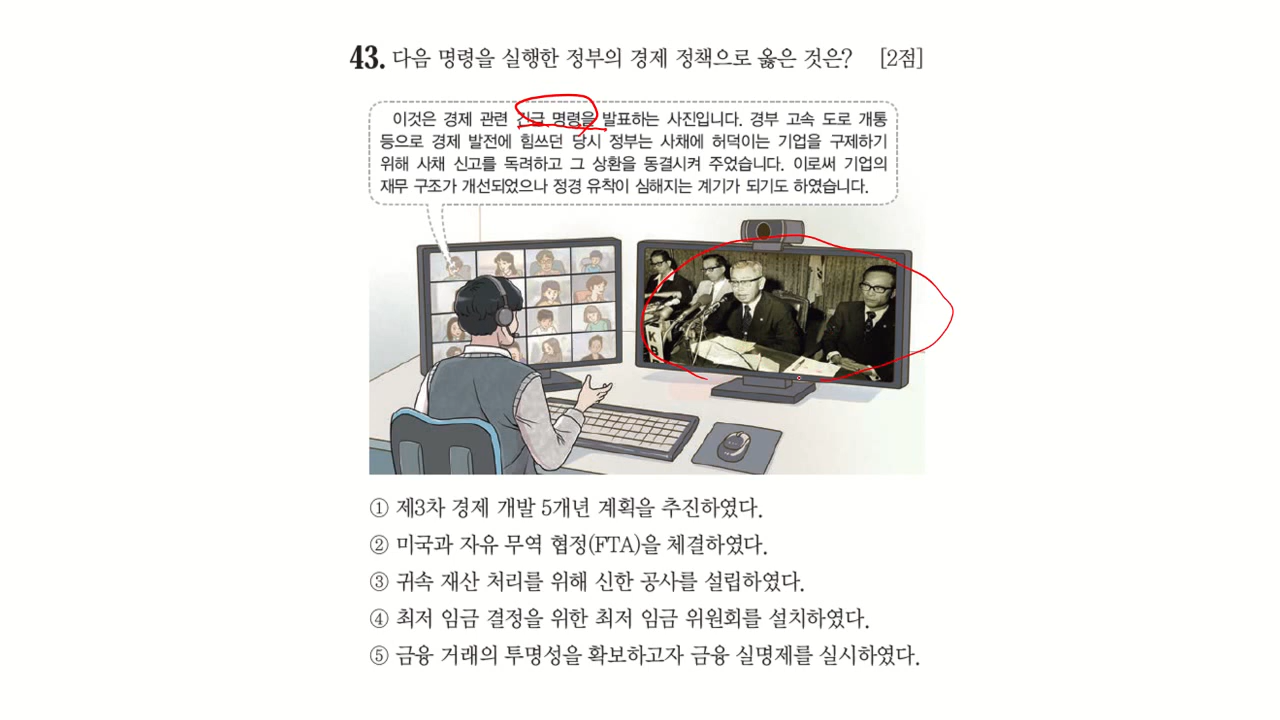 43. 다음 명령을 실행한 정부의 경제 정책으로 옳은 것은? [2점]
이것은 경제 관련 긴급 명령을 발표하는 사진입니다. 경부 고속 도로 개통
등으로 경제 발전에 힘쓰던 당시 정부는 사채에 허덕이는 기업을 구제하기
위해 사채 신고를 독려하고 그 상환을 동결시켜 주었습니다. 이로써 기업의
재무 구조가 개선되었으나 정경 유착이 심해지는 계기가 되기도 하였습니다.
K
B
① 제3차 경제 개발 5개년 계획을 추진하였다.
② 미국과 자유 무역 협정(FTA)을 체결하였다.
③ 귀속 재산 처리를 위해 신한 공사를 설립하였다.
④ 최저 임금 결정을 위한 최저 임금 위원회를 설치하였다.
⑤ 금융 거래의 투명성을 확보하고자 금융 실명제를 실시하였다.